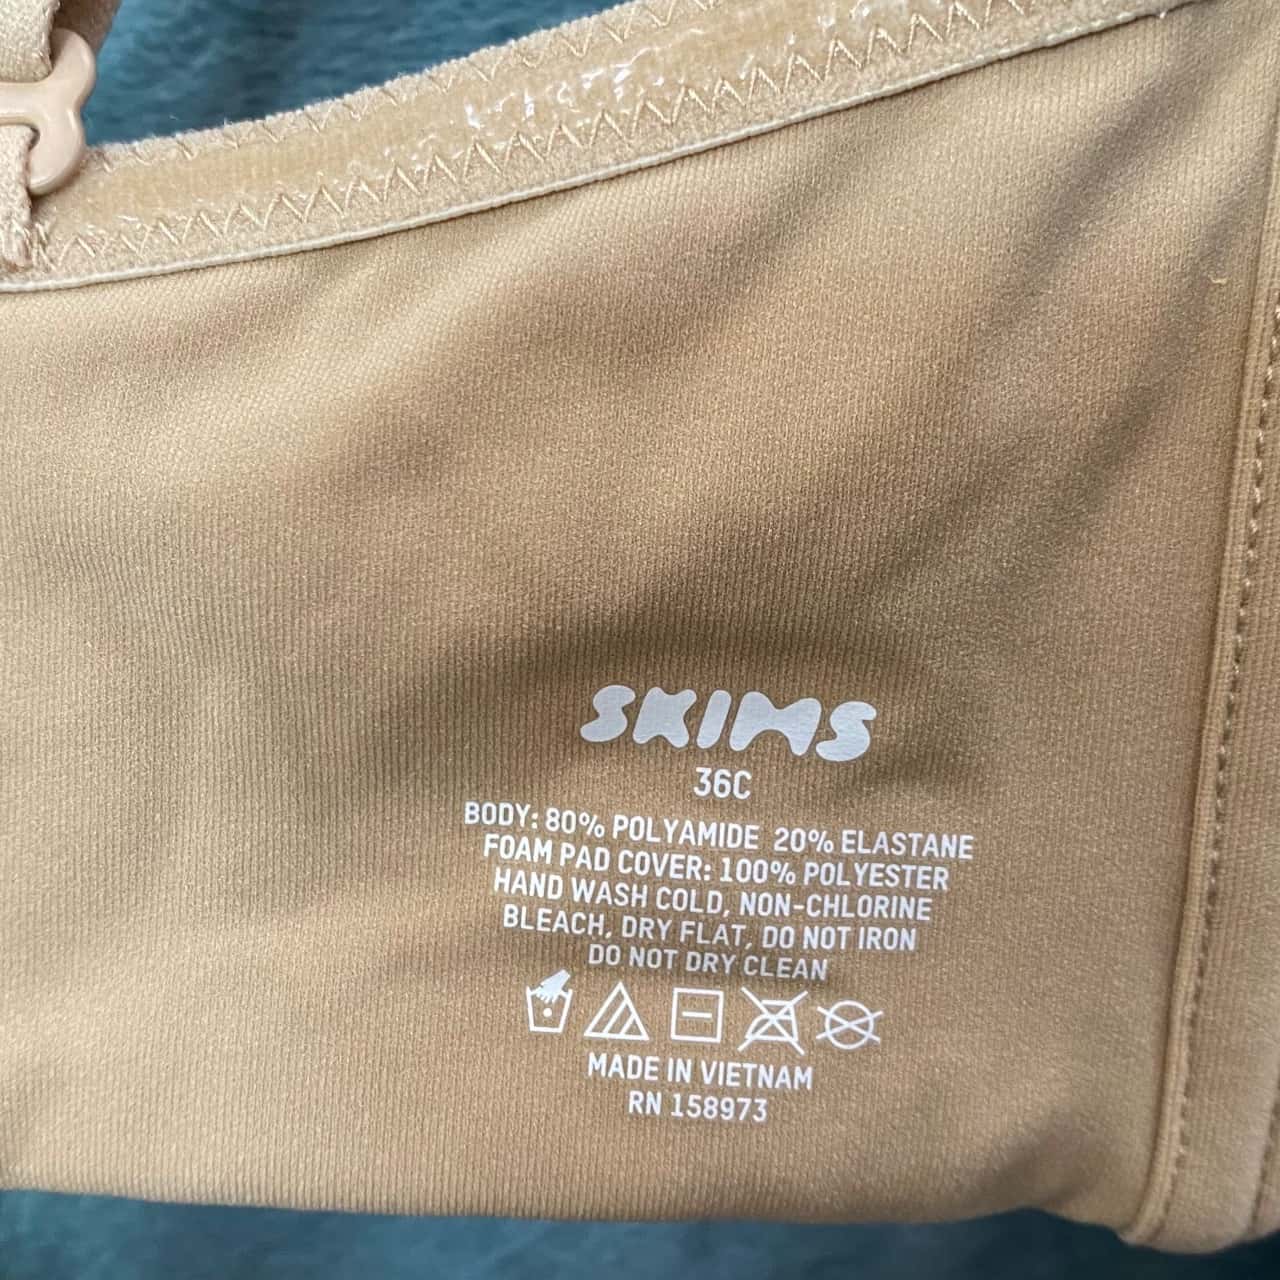 SKIMS
36C
BODY: 80% POLYAMIDE 20% ELASTANE
FOAM PAD COVER: 100% POLYESTER
HAND WASH COLD, NON-CHLORINE
BLEACH, DRY FLAT, DO NOT IRON
DO NOT DRY CLEAN
MADE IN VIETNAM
RN 158973